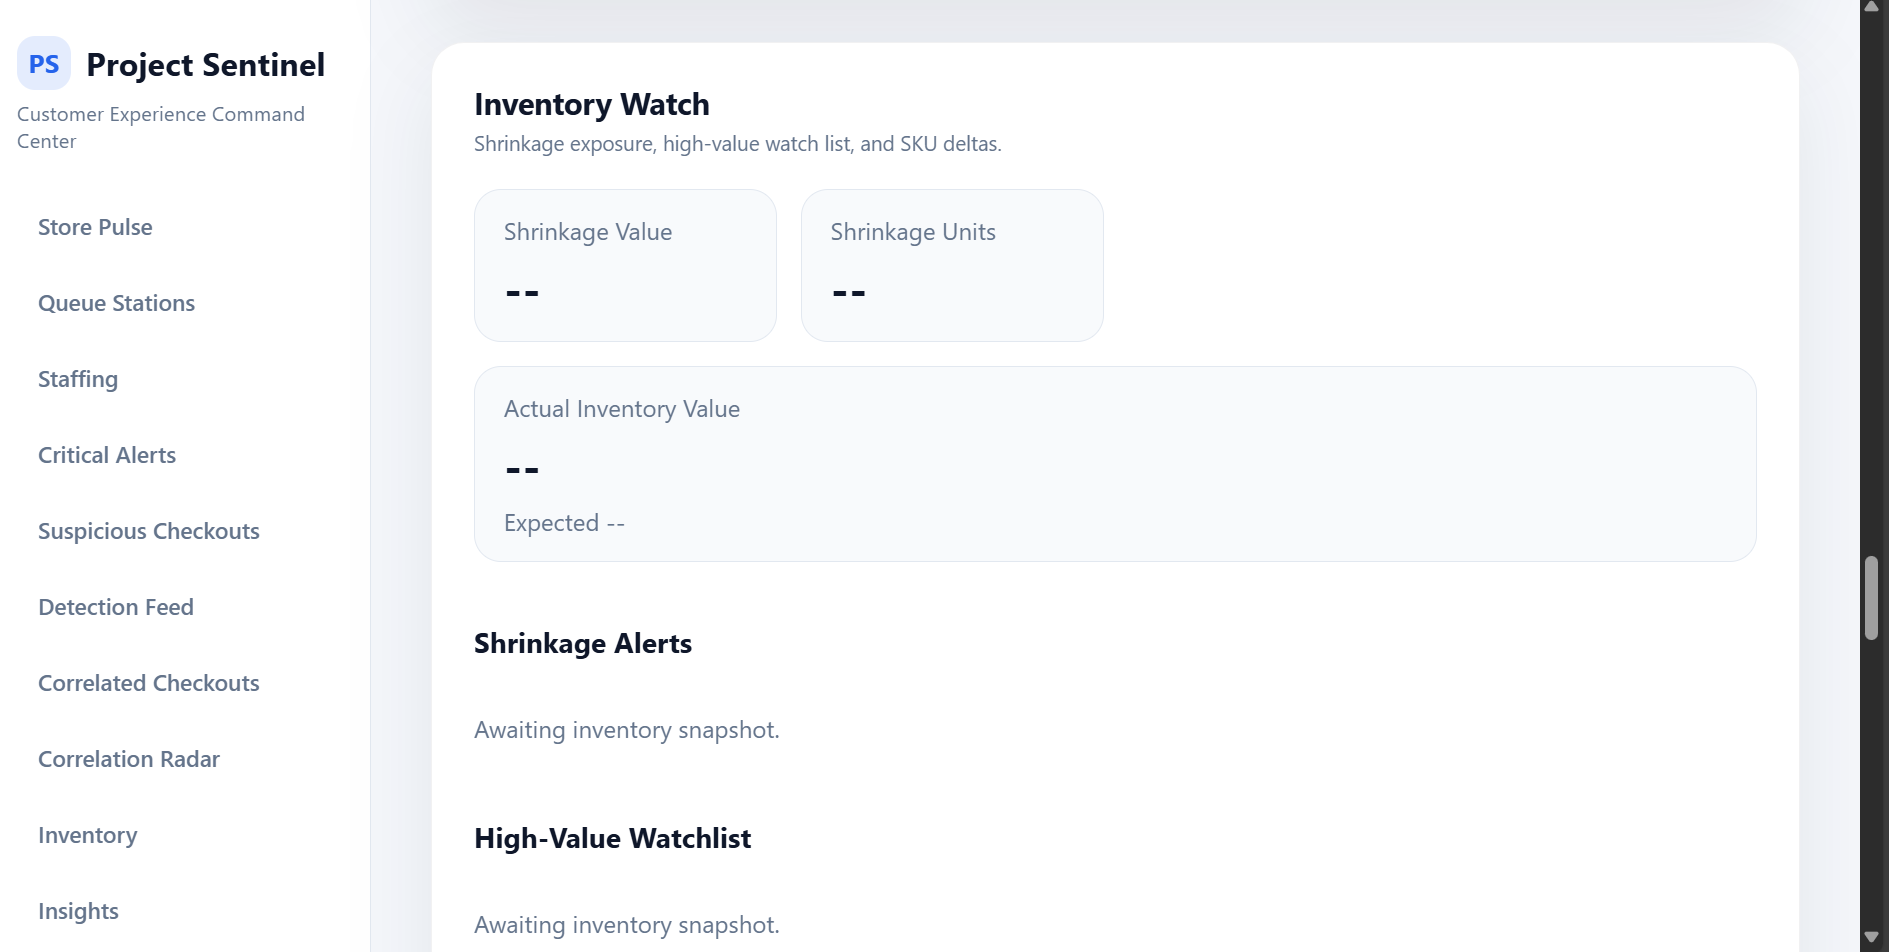 PS
Project Sentinel
Customer Experience Command
Center
Store Pulse
Queue Stations
Staffing
Critical Alerts
Suspicious Checkouts
Detection Feed
Correlated Checkouts
Correlation Radar
Inventory
Insights
Inventory Watch
Shrinkage exposure, high-value watch list, and SKU deltas.
Shrinkage Value
--
Shrinkage Units
--
Actual Inventory Value
--
Expected --
Shrinkage Alerts
Awaiting inventory snapshot.
High-Value Watchlist
Awaiting inventory snapshot.